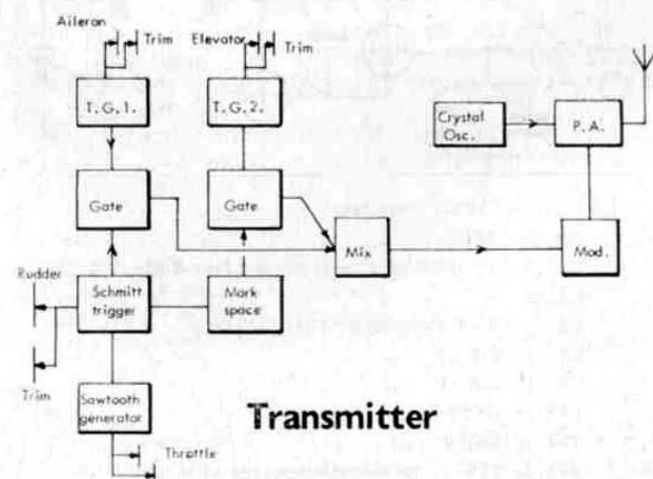 Aileron
Trim
Elevator
Trim
T.G.1.
T.G.2.
Crystal
Osc.
P.A.
Gate
Gate
Mix
Mod.
Rudder
Schmitt
trigger
Mark
space
Trim
Sawtooth
generator
Transmitter
Throttle